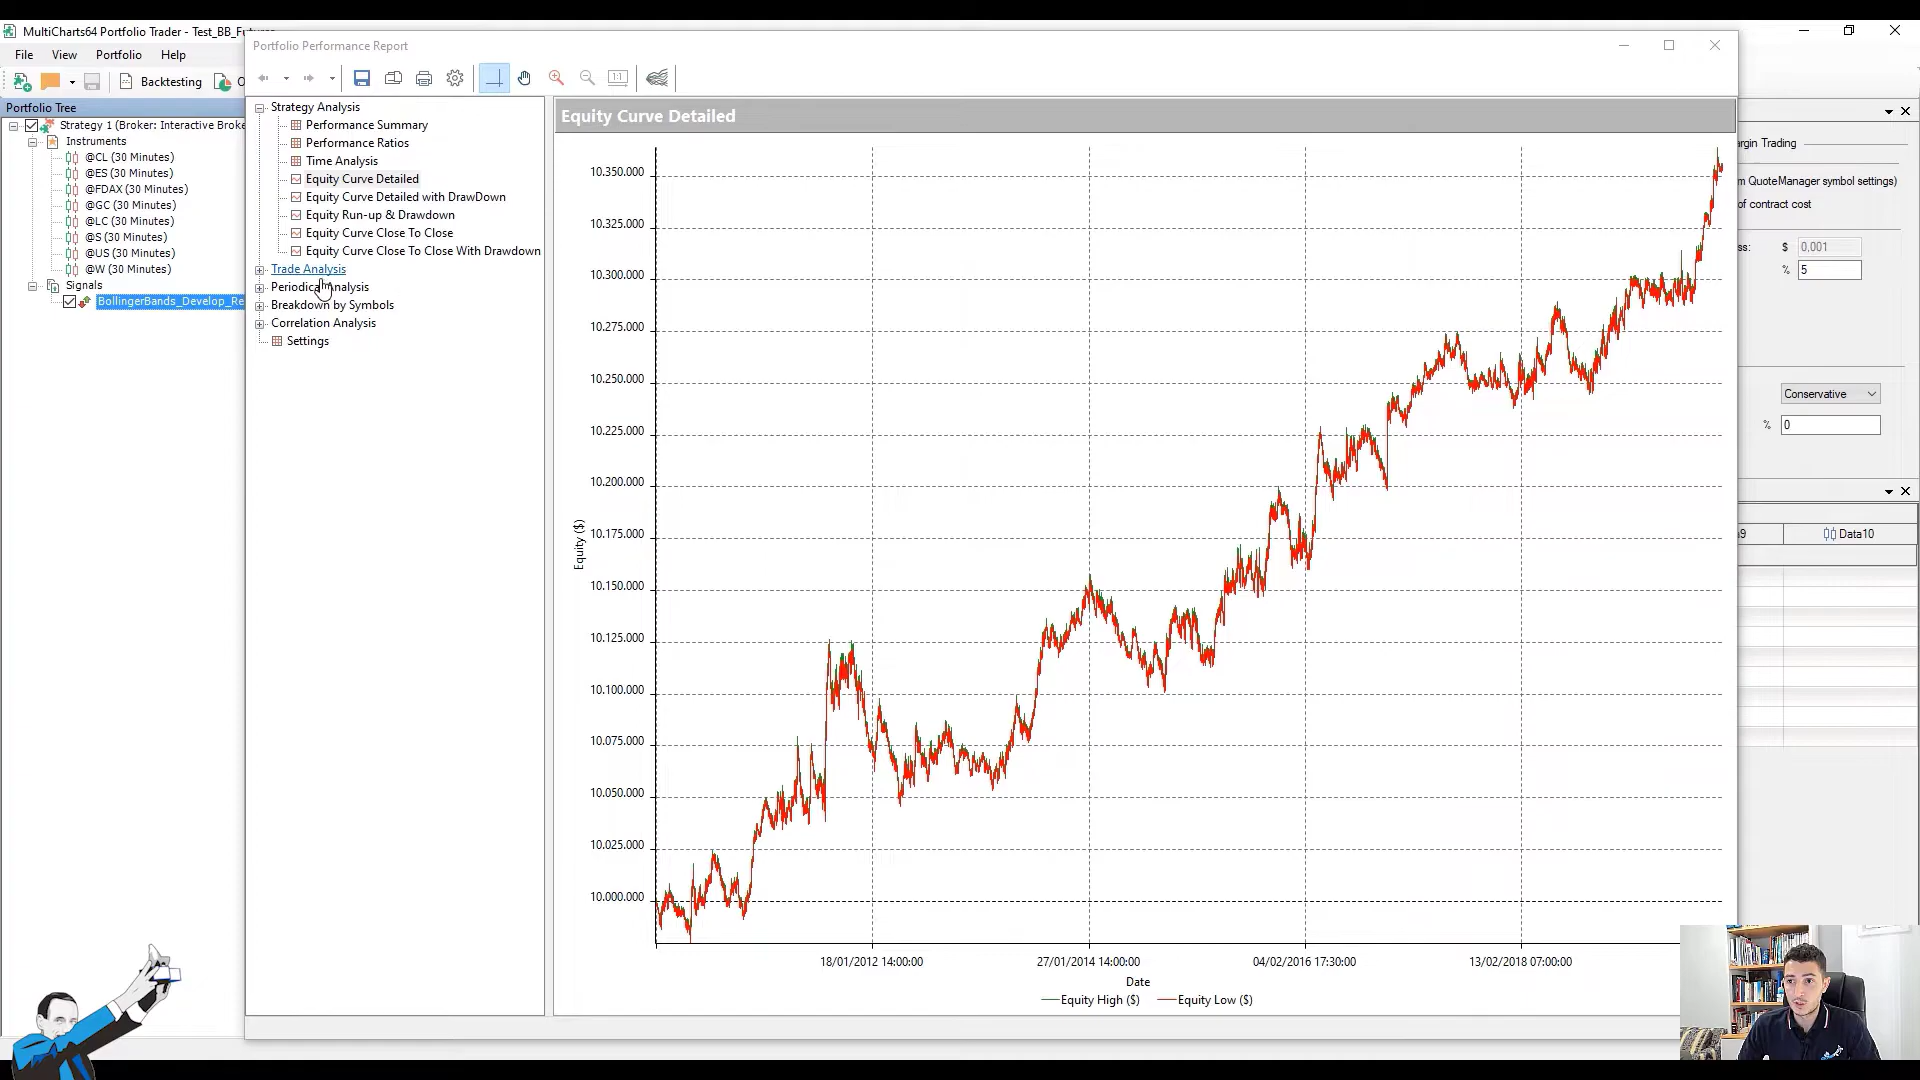 MultiCharts64 Portfolio Trader - Test_BB_Fu
File View Portfolio Help
Backtesting
Portfolio Tree
Strategy 1 (Broker: Interactive Broke
Instruments
@CL (30 Minutes)
@ES (30 Minutes)
@FDAX (30 Minutes)
@GC (30 Minutes)
@LC (30 Minutes)
@S (30 Minutes)
@US (30 Minutes)
@W (30 Minutes)
Signals
BollingerBands_Develop_Re
Portfolio Performance Report
1:1
Strategy Analysis
Performance Summary
Performance Ratios
Time Analysis
Equity Curve Detailed
Equity Curve Detailed with DrawDown
Equity Run-up & Drawdown
Equity Curve Close To Close
Equity Curve Close To Close With Drawdown
Trade Analysis
Periodical Analysis
Breakdown by Symbols
Correlation Analysis
Settings
Equity Curve Detailed
10.350.000
10.325.000
10.300.000
10.275.000
10.250.000
10.225.000
10.200.000
10.175.000
10.150.000
10.125.000
10.100.000
10.075.000
10.050.000
10.025.000
10.000.000
Equity ($)
18/01/2012 14:00:00 27/01/2014 14:00:00 04/02/2016 17:30:00 13/02/2018 07:00:00
Date
Equity High ($) Equity Low ($)
rgin Trading
m QuoteManager symbol settings)
of contract cost
ss: $ 0,001
% 5
Conservative
% 0
a9 Data10